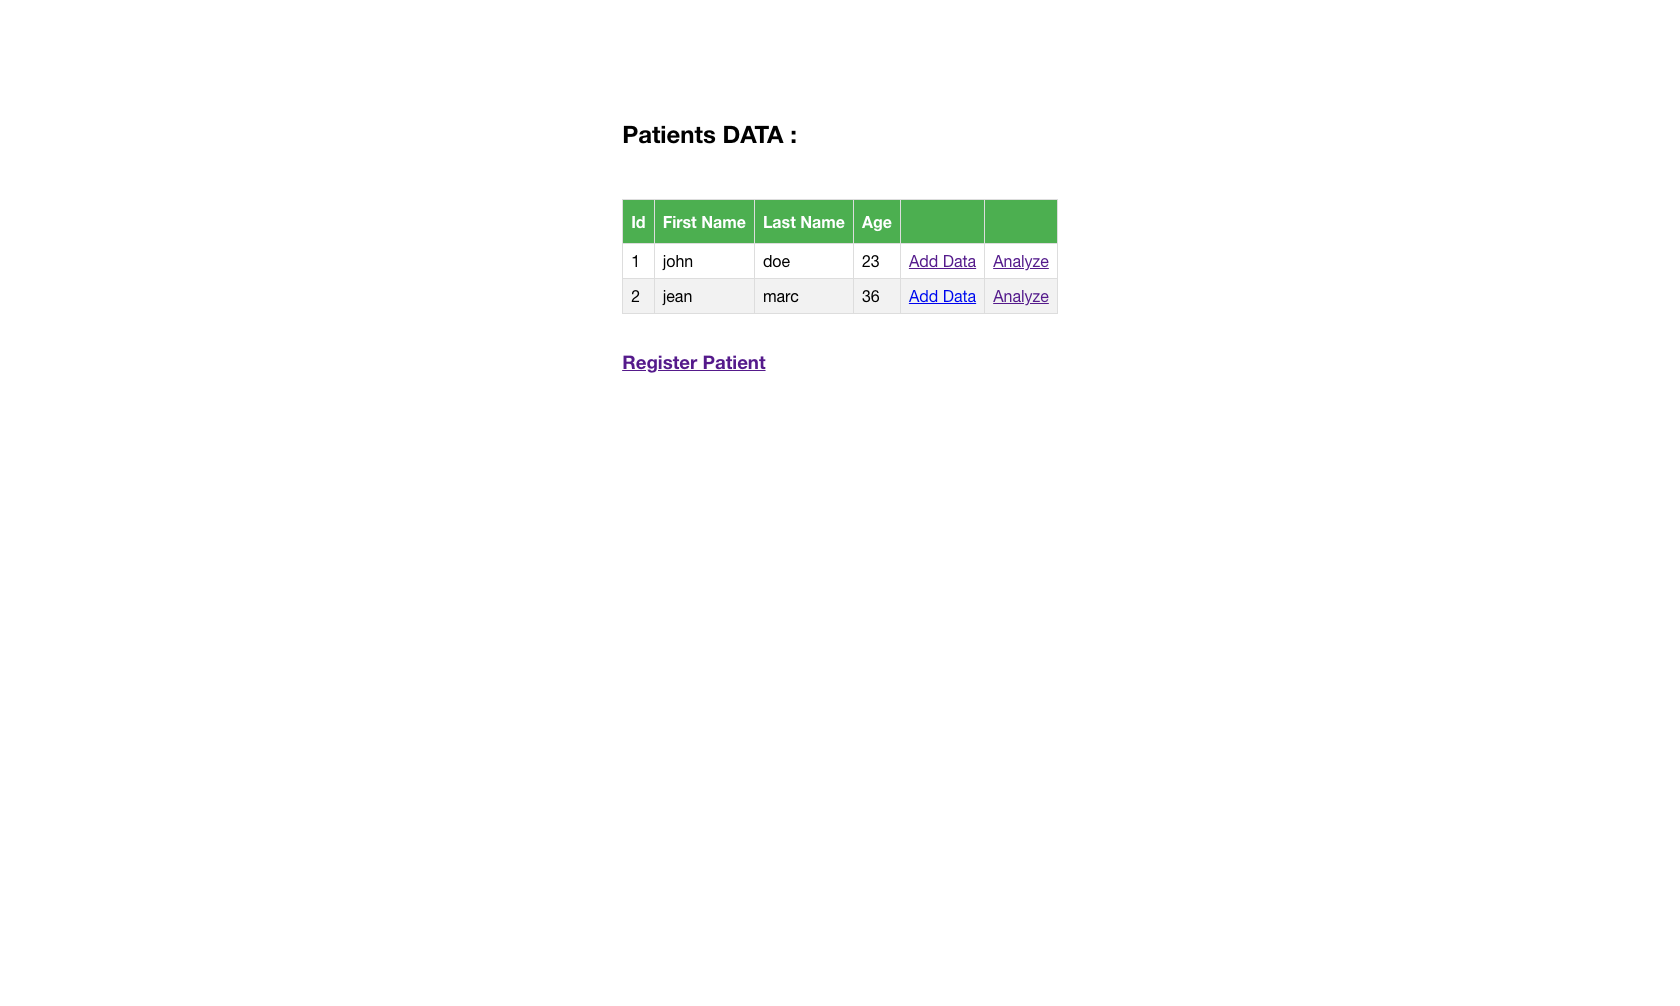 Patients DATA :
Id First Name Last Name Age
1 john doe 23 Add Data Analyze
2 jean marc 36 Add Data Analyze
Register Patient